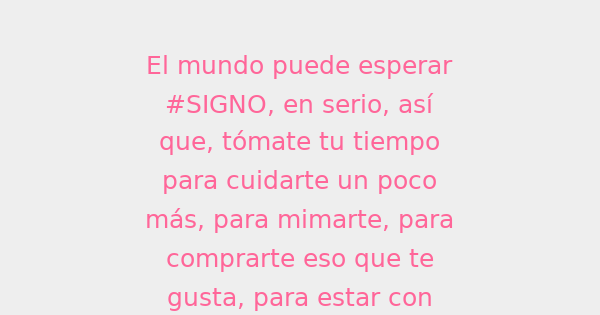 El mundo puede esperar
#SIGNO, en serio, así
que, tómate tu tiempo
para cuidarte un poco
más, para mimarte, para
comprarte eso que te
gusta, para estar con